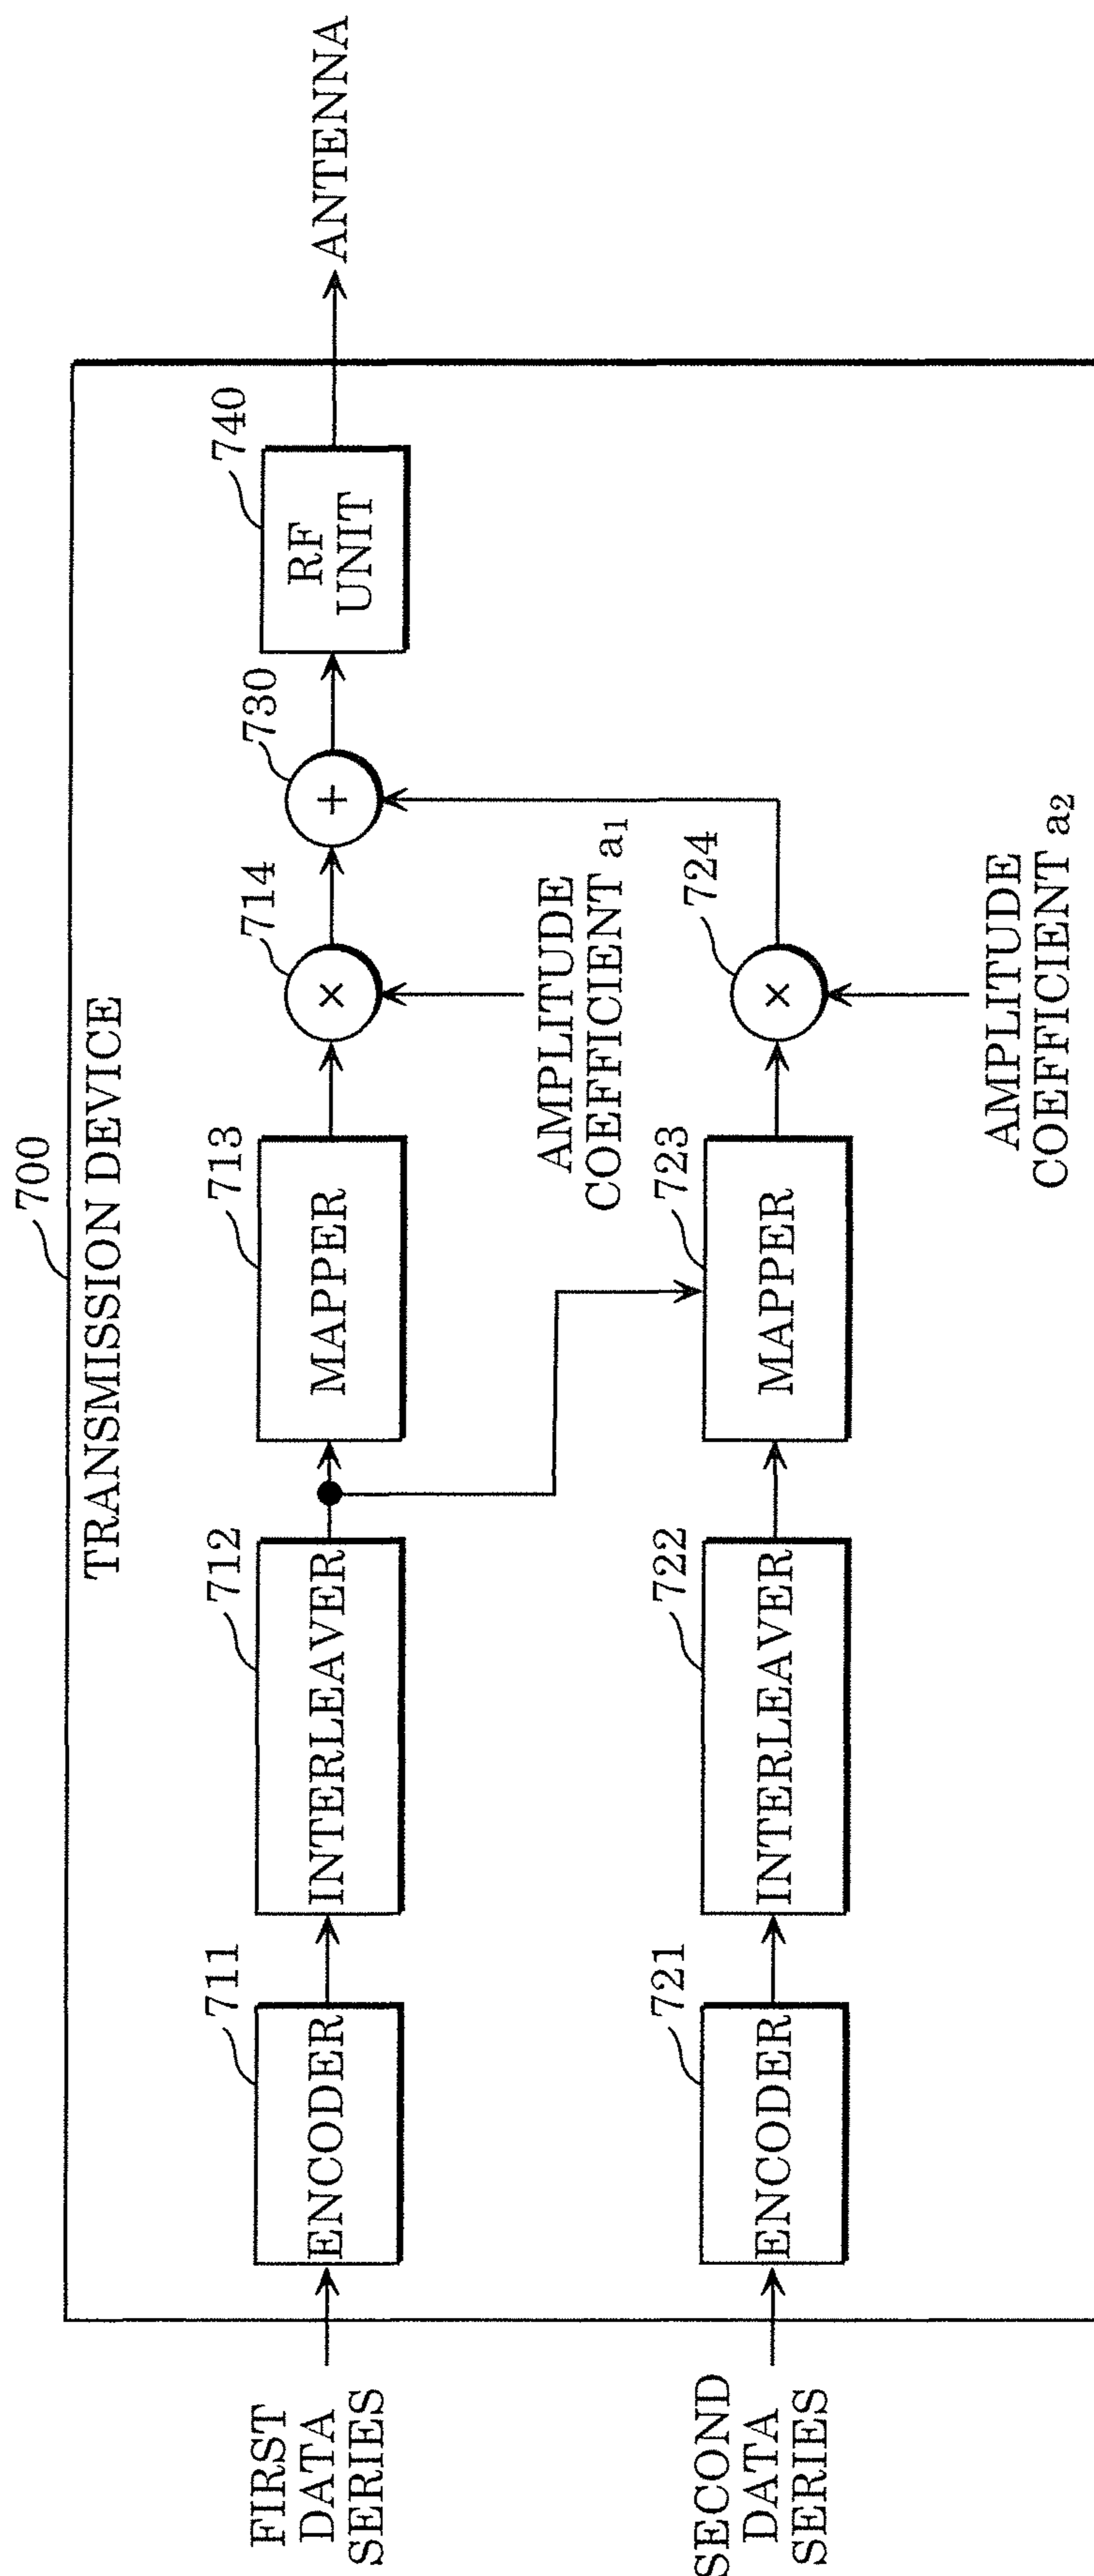 700
TRANSMISSION DEVICE
FIRST
DATA
SERIES
711
ENCODER
712
INTERLEAVER
713
MAPPER
714
×
AMPLITUDE
COEFFICIENT a1
730
+
740
RF
UNIT
ANTENNA
SECOND
DATA
SERIES
721
ENCODER
722
INTERLEAVER
723
MAPPER
724
×
AMPLITUDE
COEFFICIENT a2